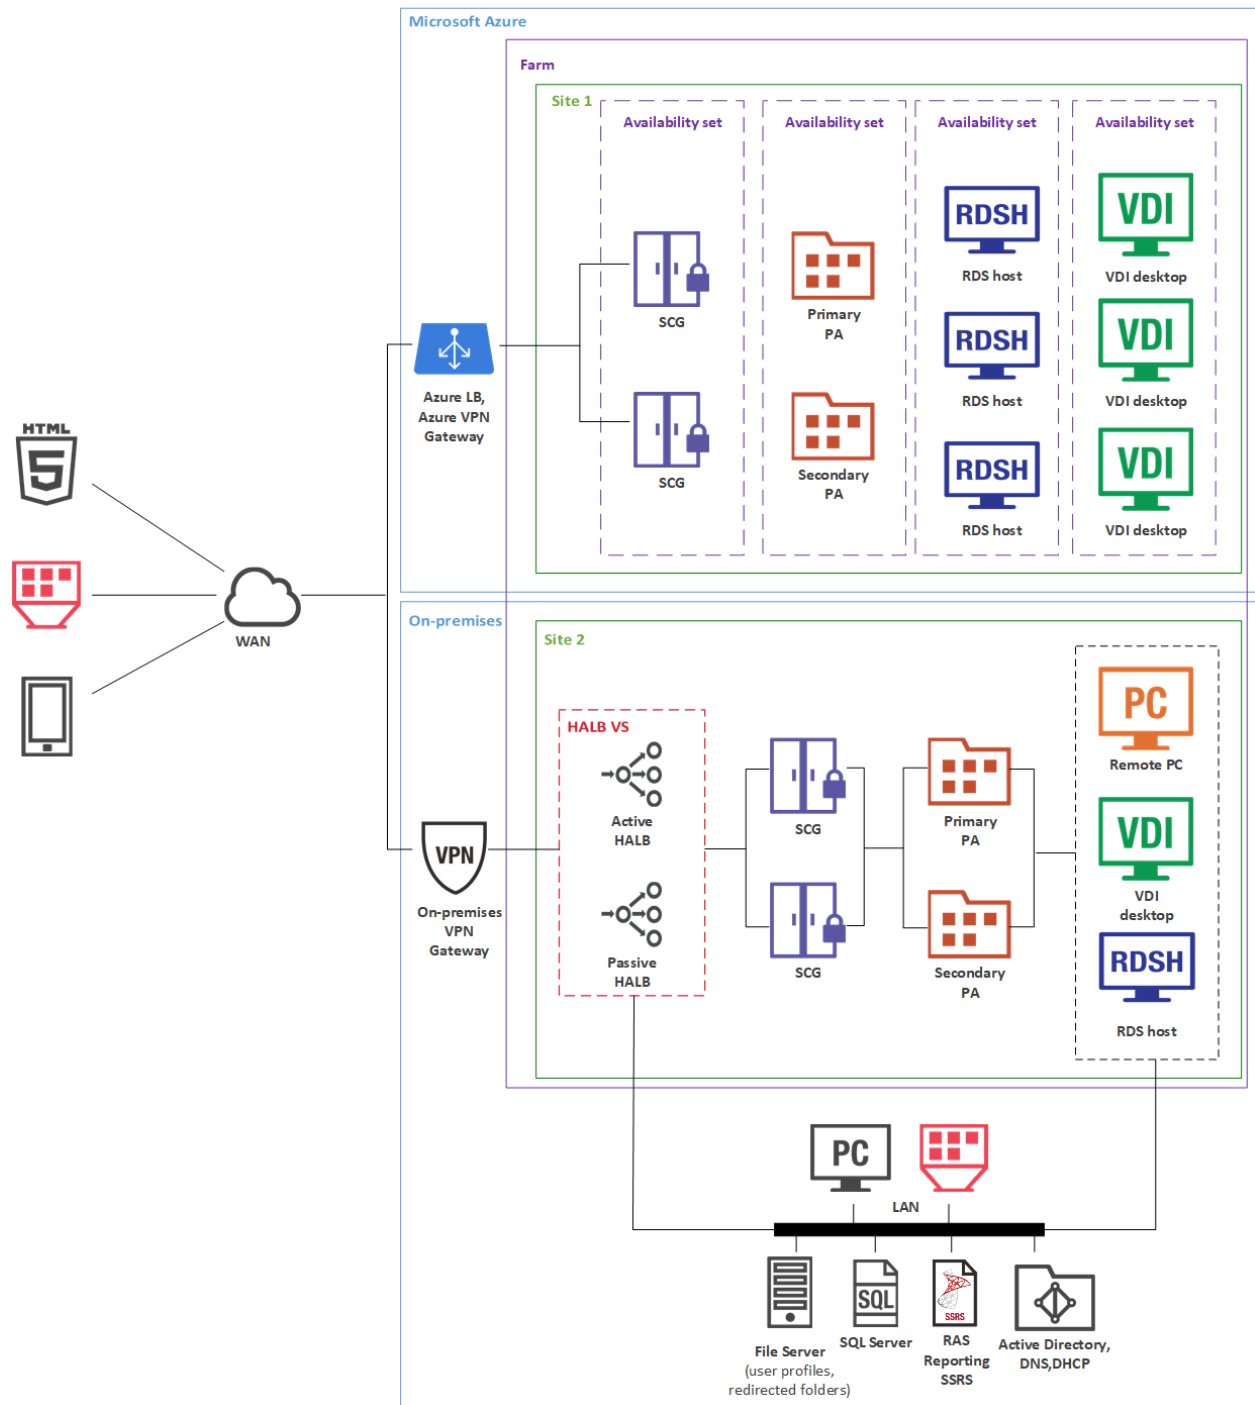 Microsoft Azure
Farm
Site 1
Availability set
Availability set
Availability set
Availability set
RDSH
RDS host
VDI
VDI desktop
SCG
Primary
PA
RDSH
RDS host
VDI
VDI desktop
Azure LB,
Azure VPN
Gateway
SCG
Secondary
PA
RDSH
RDS host
VDI
VDI desktop
HTML
5
WAN
On-premises
Site 2
HALB VS
Active
HALB
SCG
Primary
PA
PC
Remote PC
VPN
On-premises
VPN
Gateway
Passive
HALB
SCG
Secondary
PA
VDI
VDI
desktop
RDSH
RDS host
PC
LAN
File Server
(user profiles,
redirected folders)
SQL
SQL Server
SSRS
RAS
Reporting
SSRS
Active Directory,
DNS,DHCP